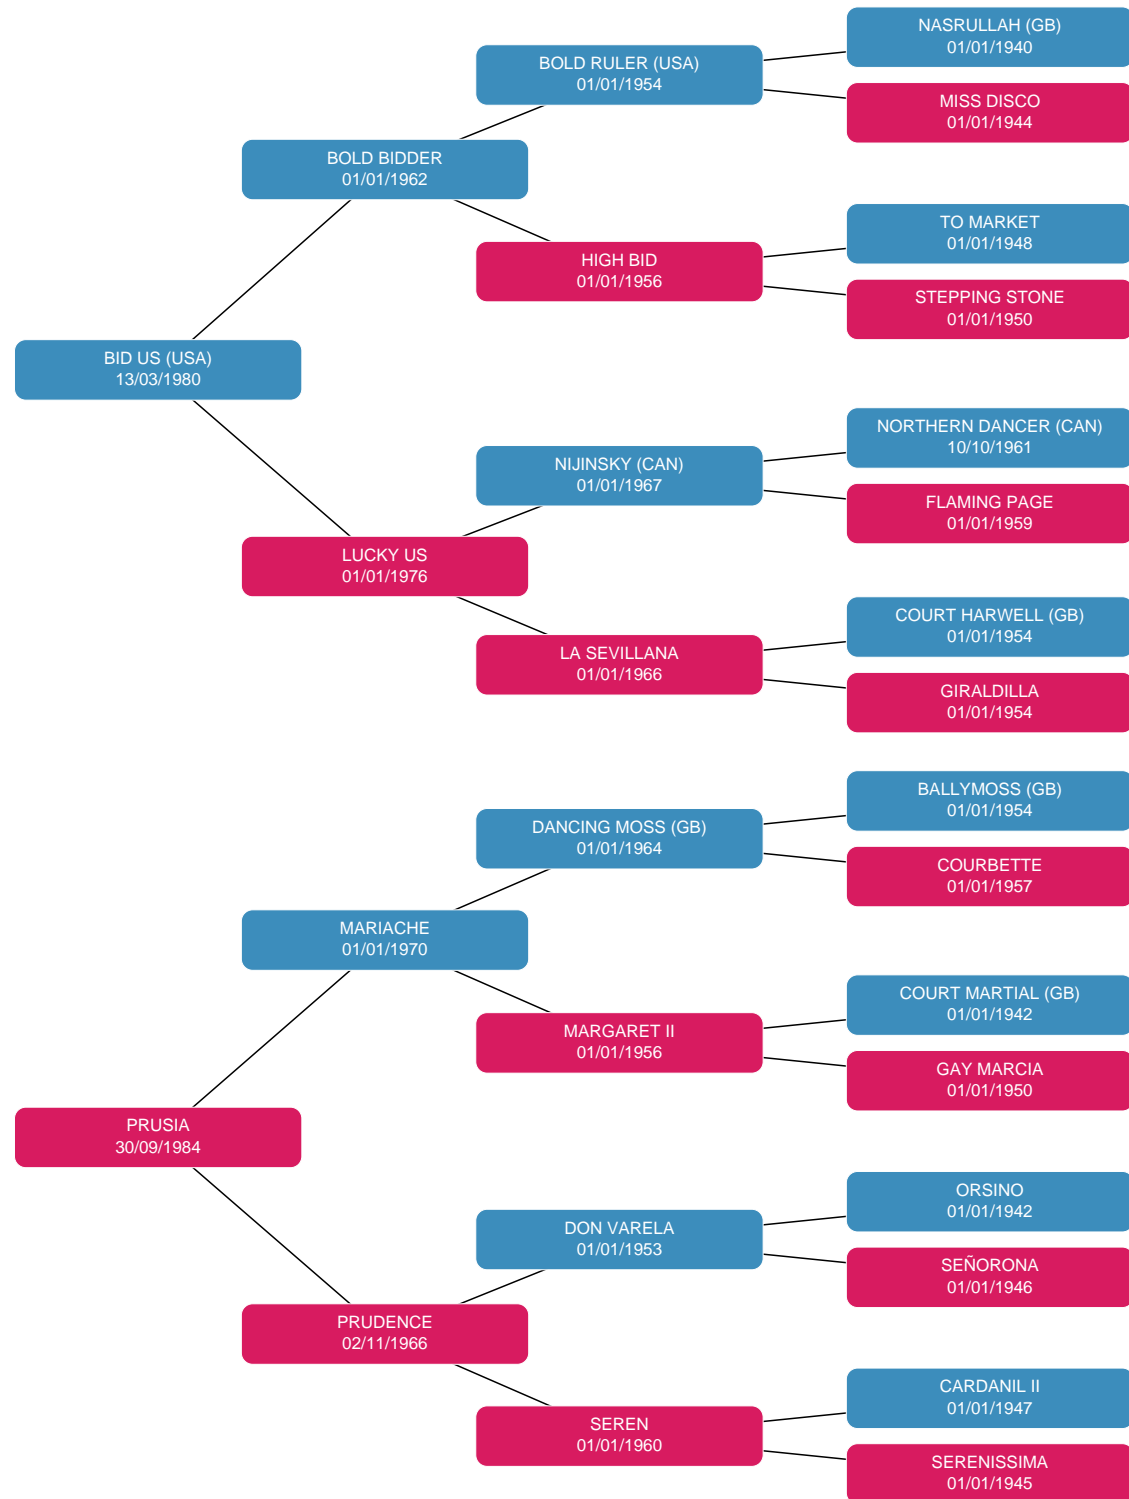 NASRULLAH (GB)
01/01/1940
BOLD RULER (USA)
01/01/1954
MISS DISCO
01/01/1944
BOLD BIDDER
01/01/1962
TO MARKET
01/01/1948
HIGH BID
01/01/1956
STEPPING STONE
01/01/1950
BID US (USA)
13/03/1980
NORTHERN DANCER (CAN)
10/10/1961
NIJINSKY (CAN)
01/01/1967
FLAMING PAGE
01/01/1959
LUCKY US
01/01/1976
COURT HARWELL (GB)
01/01/1954
LA SEVILLANA
01/01/1966
GIRALDILLA
01/01/1954
BALLYMOSS (GB)
01/01/1954
DANCING MOSS (GB)
01/01/1964
COURBETTE
01/01/1957
MARIACHE
01/01/1970
COURT MARTIAL (GB)
01/01/1942
MARGARET II
01/01/1956
GAY MARCIA
01/01/1950
PRUSIA
30/09/1984
ORSINO
01/01/1942
DON VARELA
01/01/1953
SEÑORONA
01/01/1946
PRUDENCE
02/11/1966
CARDANIL II
01/01/1947
SEREN
01/01/1960
SERENISSIMA
01/01/1945